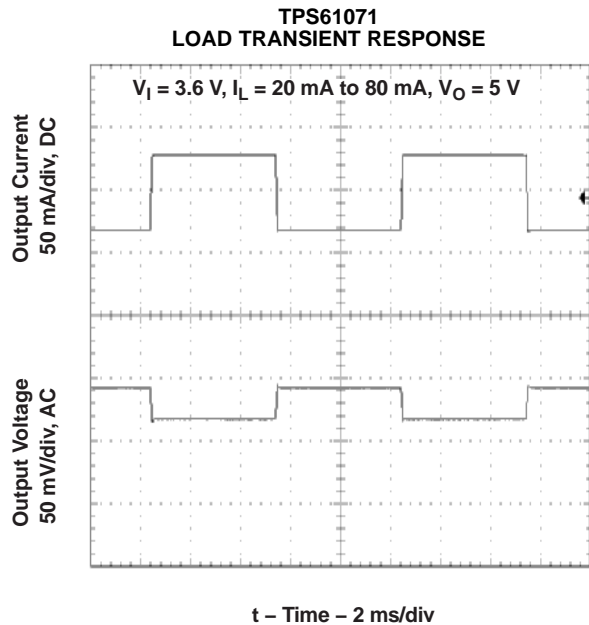 TPS61071
LOAD TRANSIENT RESPONSE
VI = 3.6 V, IL = 20 mA to 80 mA, VO = 5 V
Output Current
50 mA/div, DC
Output Voltage
50 mV/div, AC
t – Time – 2 ms/div